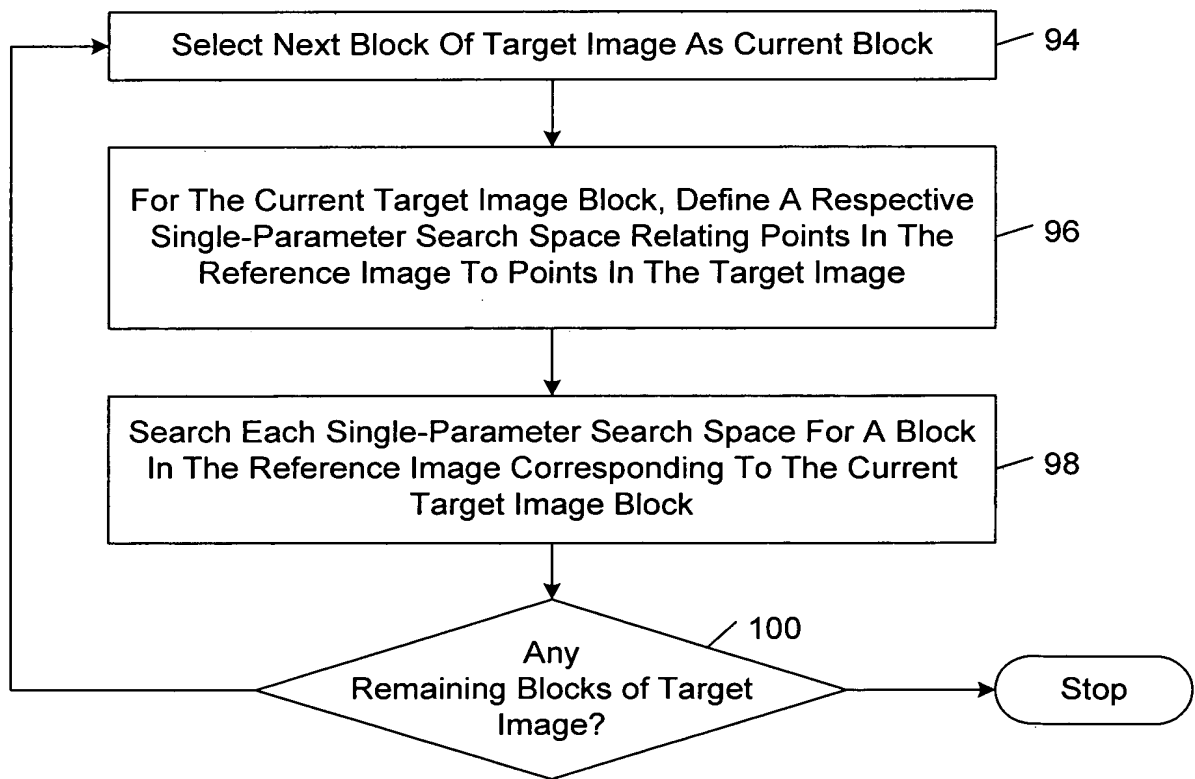 Select Next Block Of Target Image As Current Block
94
For The Current Target Image Block, Define A Respective
Single-Parameter Search Space Relating Points In The
Reference Image To Points In The Target Image
96
Search Each Single-Parameter Search Space For A Block
In The Reference Image Corresponding To The Current
Target Image Block
98
100
Any
Remaining Blocks of Target
Image?
Stop